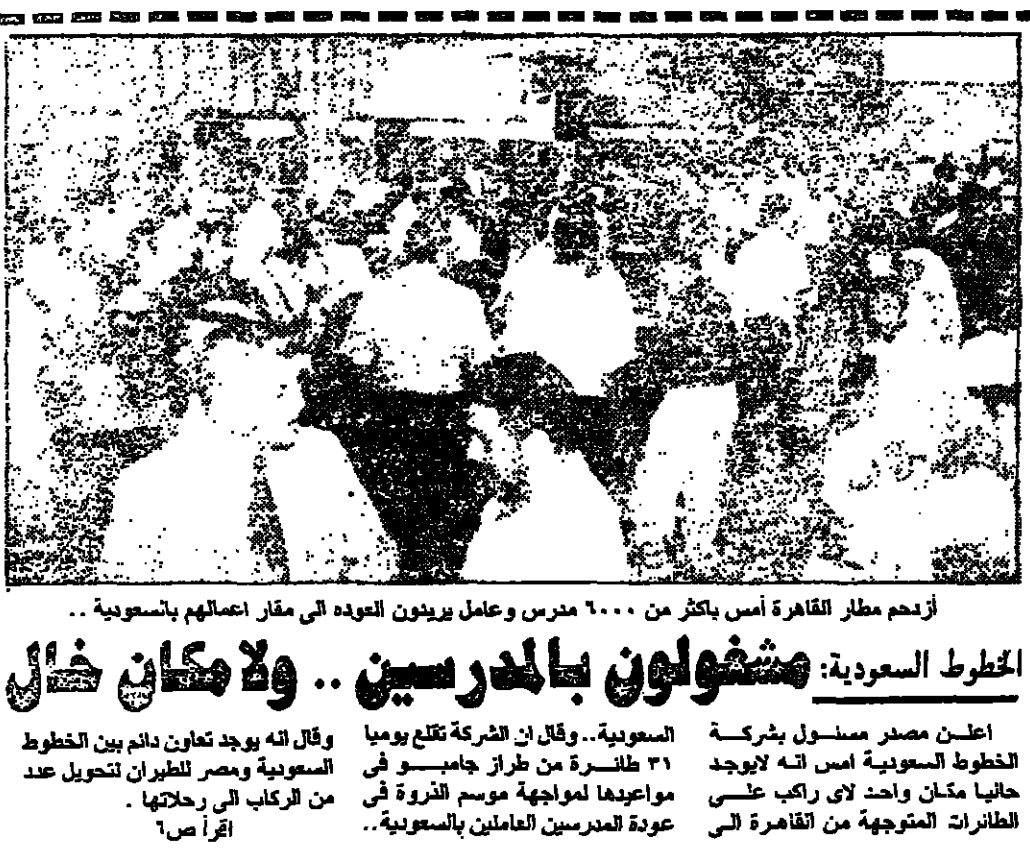 أزدحم مطار القاهرة أمس باكثر من ٦٠٠٠ مدرس وعامل يريدون العوده الى مقار اعمالهم بالسعودية ..
الخطوط السعودية: مشغولون بالمدرسين .. ولا مكان خال
اعلن مصدر مسئول بشركة
الخطوط السعودية امس انه لايوجد
حاليا مكان واحد لاى راكب على
الطائرات المتوجهة من القاهرة الى
السعودية.. وقال ان الشركة تقلع يوميا
٣١ طائرة من طراز جامبو فى
مواعيدها لمواجهة موسم الذروة فى
عودة المدرسين العاملين بالسعودية..
وقال انه يوجد تعاون دائم بين الخطوط
السعودية ومصر للطيران لتحويل عدد
من الركاب الى رحلاتها .
اقرأ ص٦